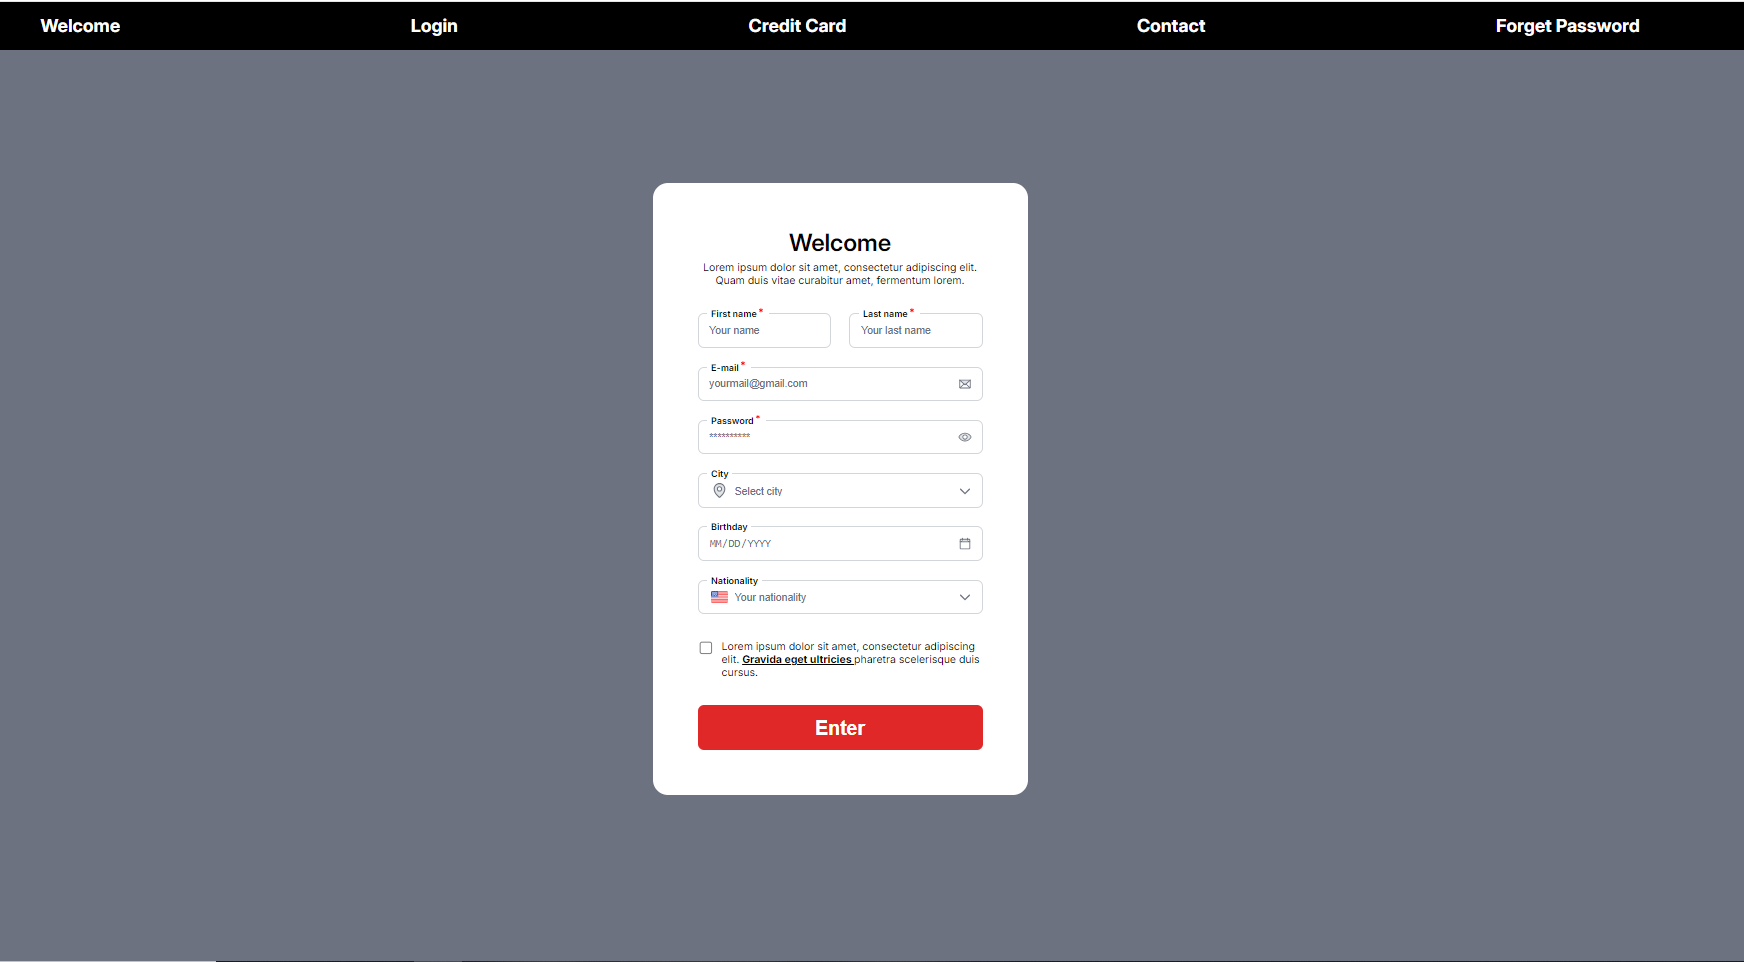 Welcome Login Credit Card Contact Forget Password
Welcome
Lorem ipsum dolor sit amet, consectetur adipiscing elit.
Quam duis vitae curabitur amet, fermentum lorem.
First name * Last name *
Your name Your last name
E-mail *
yourmail@gmail.com
Password *
**********
City
Select city
Birthday
MM/DD/YYYY
Nationality
Your nationality
Lorem ipsum dolor sit amet, consectetur adipiscing
elit. Gravida eget ultricies pharetra scelerisque duis
cursus.
Enter